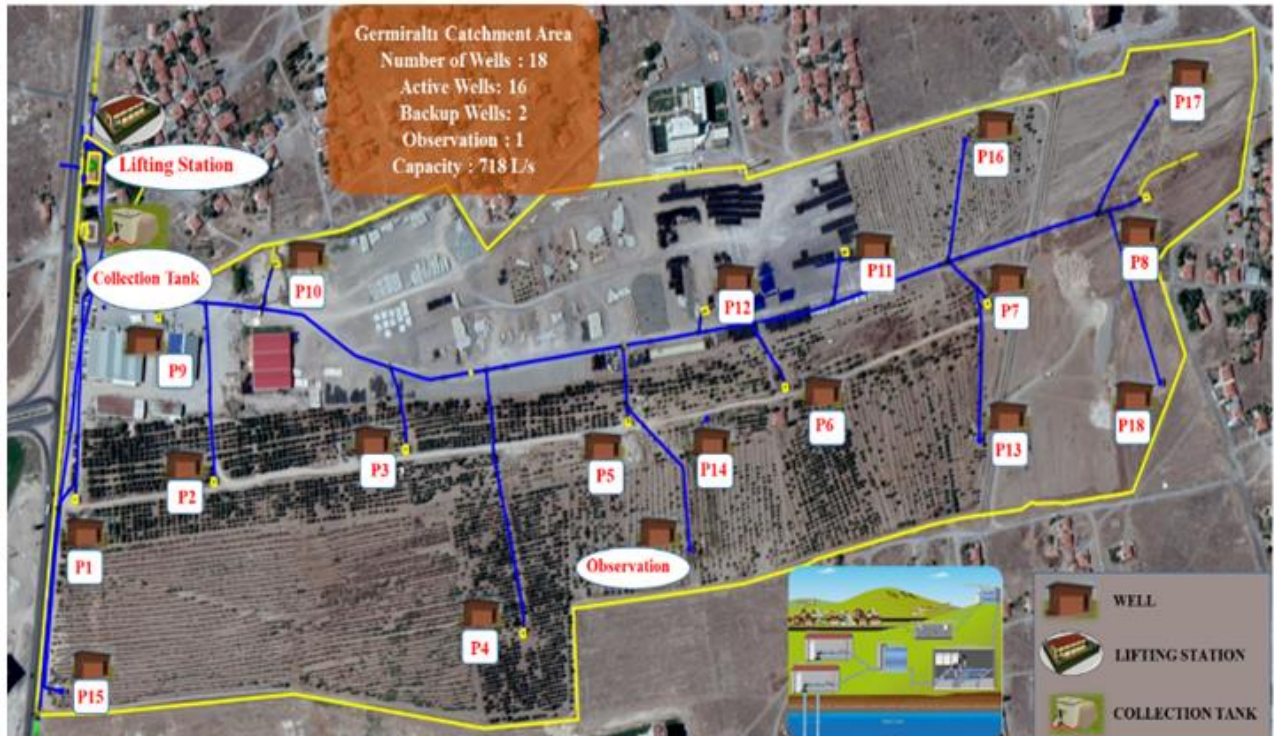 Germiraltı Catchment Area
Number of Wells : 18
Active Wells: 16
Backup Wells: 2
Observation : 1
Capacity : 718 L/s
Lifting Station
Collection Tank
P17
P16
P8
P10
P11
P12
P7
P9
P6
P18
P13
P3
P5
P14
P2
P1
Observation
P4
P15
WELL
LIFTING STATION
COLLECTION TANK